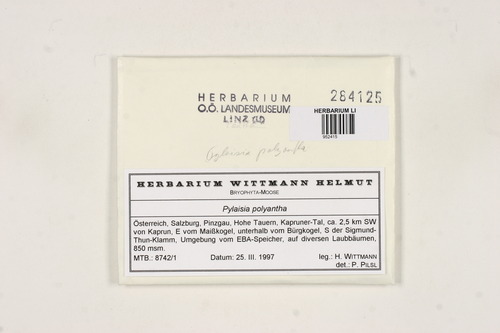 HERBARIUM
O.Ö. LANDESMUSEUM
LINZ
284125
HERBARIUM LI
Pylaisia polyantha
HERBARIUM WITTMANN HELMUT
BRYOPHYTA-MOOSE
Pylaisia polyantha
Österreich, Salzburg, Pinzgau, Hohe Tauern, Kapruner-Tal, ca. 2,5 km SW
von Kaprun, E vom Maißkogel, unterhalb vom Bürgkogel, S der Sigmund-
Thun-Klamm, Umgebung vom EBA-Speicher, auf diversen Laubbäumen,
850 msm.
leg.: H. WITTMANN
MTB.: 8742/1 Datum: 25. III. 1997
det.: P. PILSL